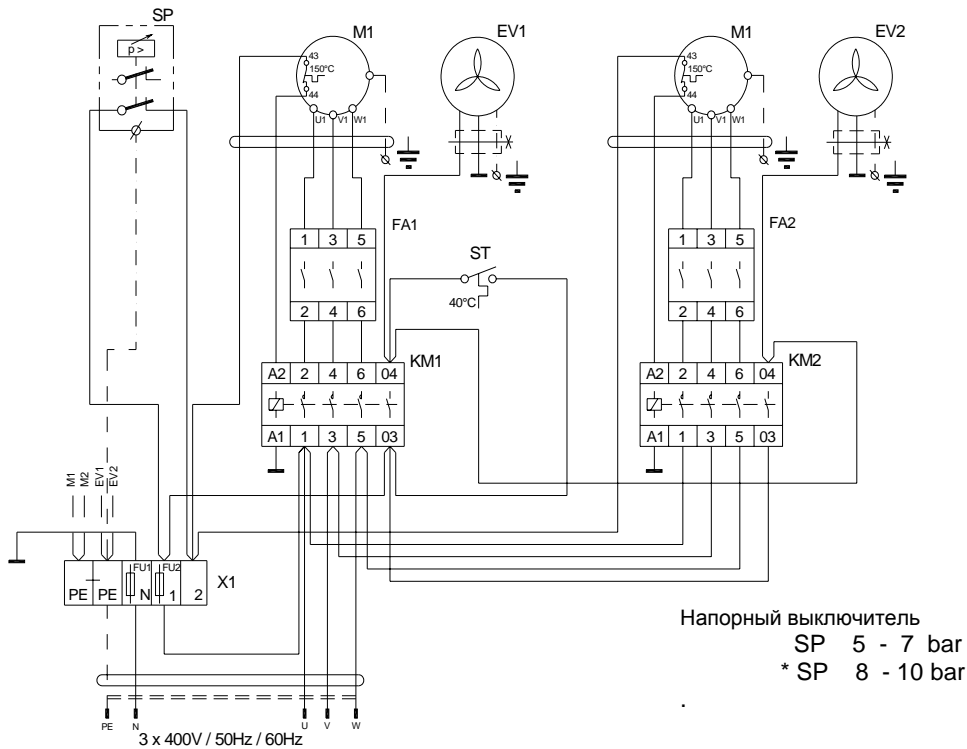 SP
p >
M1
43
150°C
44
U1 V1 W1
EV1
M1
43
150°C
44
U1 V1 W1
EV2
FA1
1 3 5
2 4 6
ST
40°C
FA2
1 3 5
2 4 6
KM1
A2 2 4 6 04
A1 1 3 5 03
KM2
A2 2 4 6 04
A1 1 3 5 03
M1
M2
EV1
EV2
FU1 FU2
PE PE N 1 2
X1
Напорный выключитель
SP 5 - 7 bar
* SP 8 - 10 bar
.
PE N U V W
3 x 400V / 50Hz / 60Hz